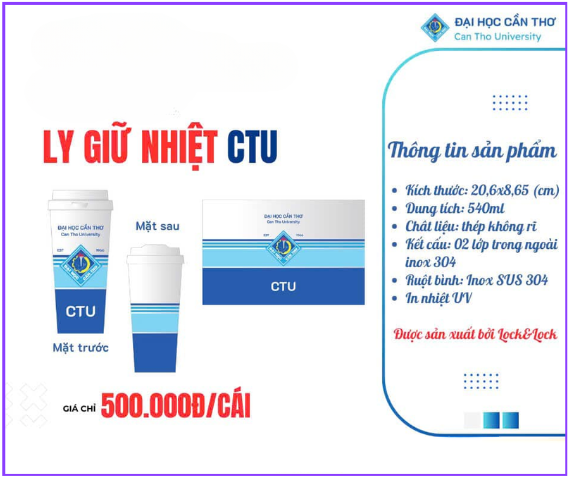 ĐẠI HỌC CẦN THƠ
Can Tho University
LY GIỮ NHIỆT CTU
Thông tin sản phẩm
Kích thước: 20,6x8,65 (cm)
Dung tích: 540ml
Chất liệu: thép không rỉ
Kết cấu: 02 lớp trong ngoài
inox 304
Ruột bình: Inox SUS 304
In nhiệt UV
Được sản xuất bởi Lock&Lock
ĐẠI HỌC CẦN THƠ
Can Tho University
CTU
Mặt trước
Mặt sau
ĐẠI HỌC CẦN THƠ
Can Tho University
CTU
GIÁ CHỈ 500.000Đ/CÁI